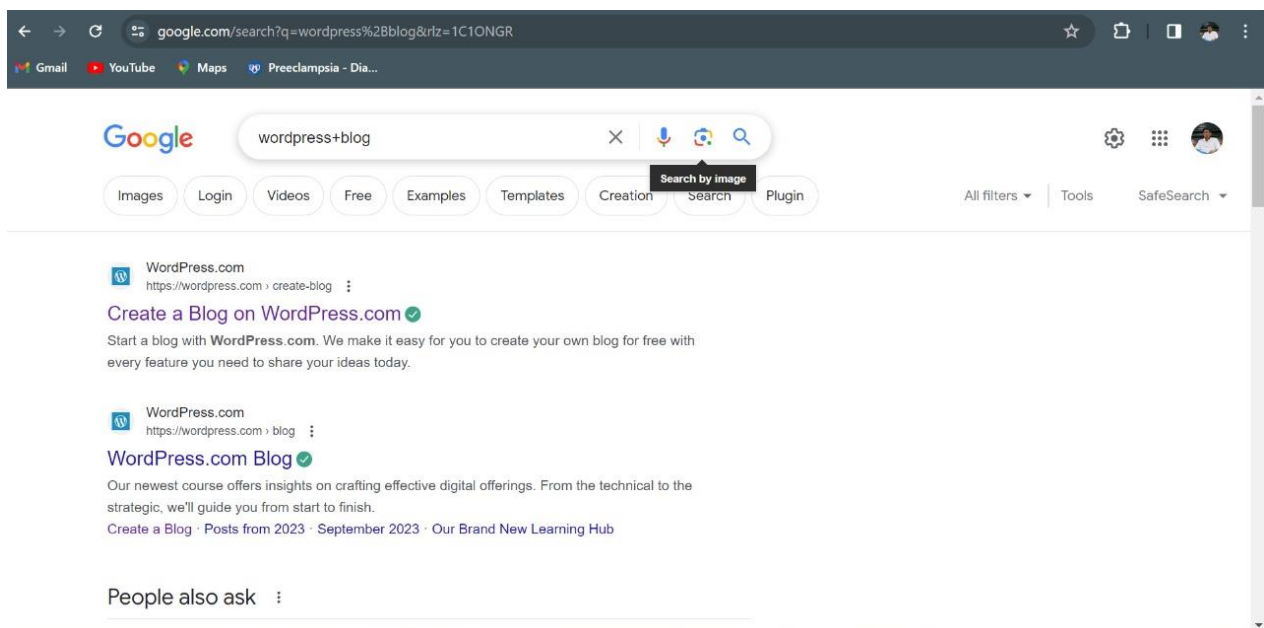 google.com/search?q=wordpress%2Bblog&rlz=1C1ONGR
Gmail YouTube Maps Preeclampsia - Dia...
Google wordpress+blog
Search by image
Images Login Videos Free Examples Templates Creation Search Plugin All filters Tools SafeSearch
WordPress.com
https://wordpress.com › create-blog
Create a Blog on WordPress.com
Start a blog with WordPress.com. We make it easy for you to create your own blog for free with
every feature you need to share your ideas today.
WordPress.com
https://wordpress.com › blog
WordPress.com Blog
Our newest course offers insights on crafting effective digital offerings. From the technical to the
strategic, we'll guide you from start to finish.
Create a Blog · Posts from 2023 · September 2023 · Our Brand New Learning Hub
People also ask